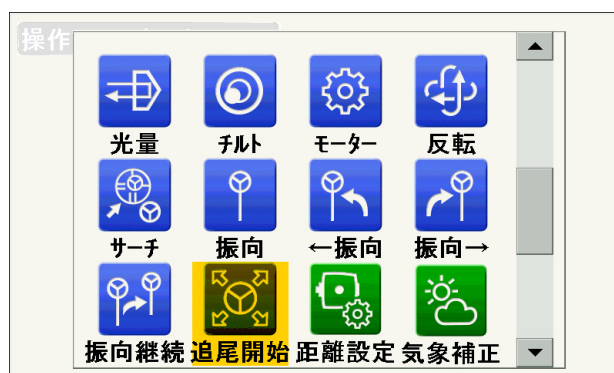 操作
光量 チルト モーター 反転
サーチ 振向 ←振向 振向→
振向継続 追尾開始 距離設定 気象補正